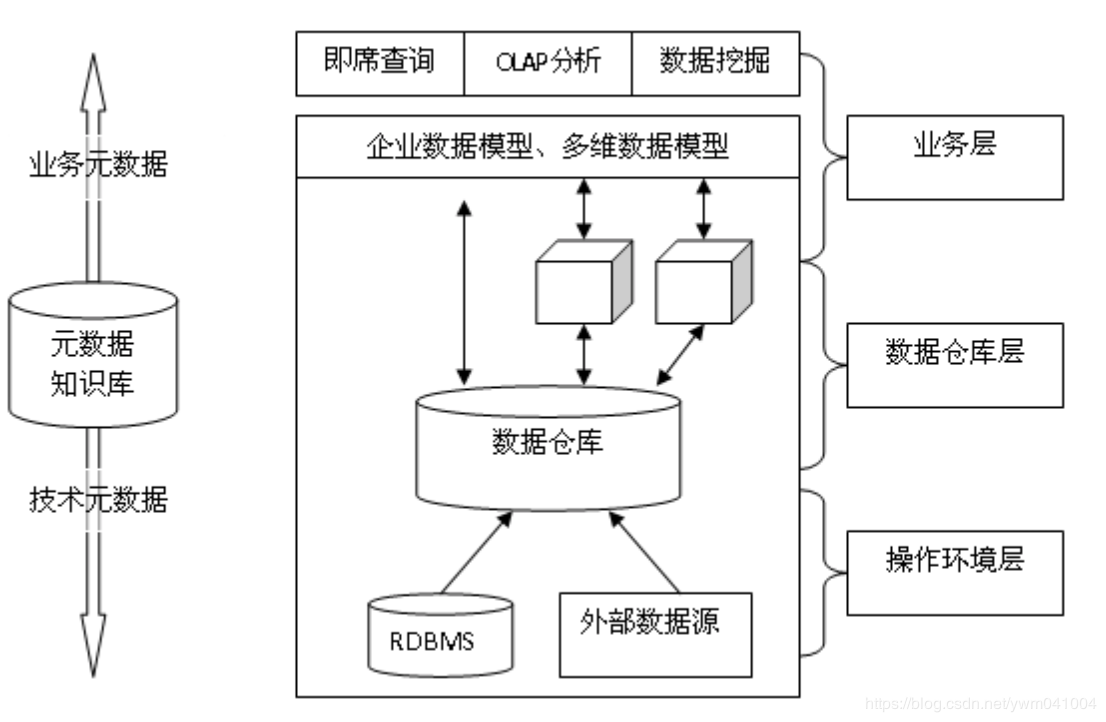 即席查询
OLAP分析
数据挖掘
企业数据模型、多维数据模型
业务层
业务元数据
元数据
知识库
数据仓库层
数据仓库
技术元数据
操作环境层
RDBMS
外部数据源
https://blog.csdn.net/ywm041004